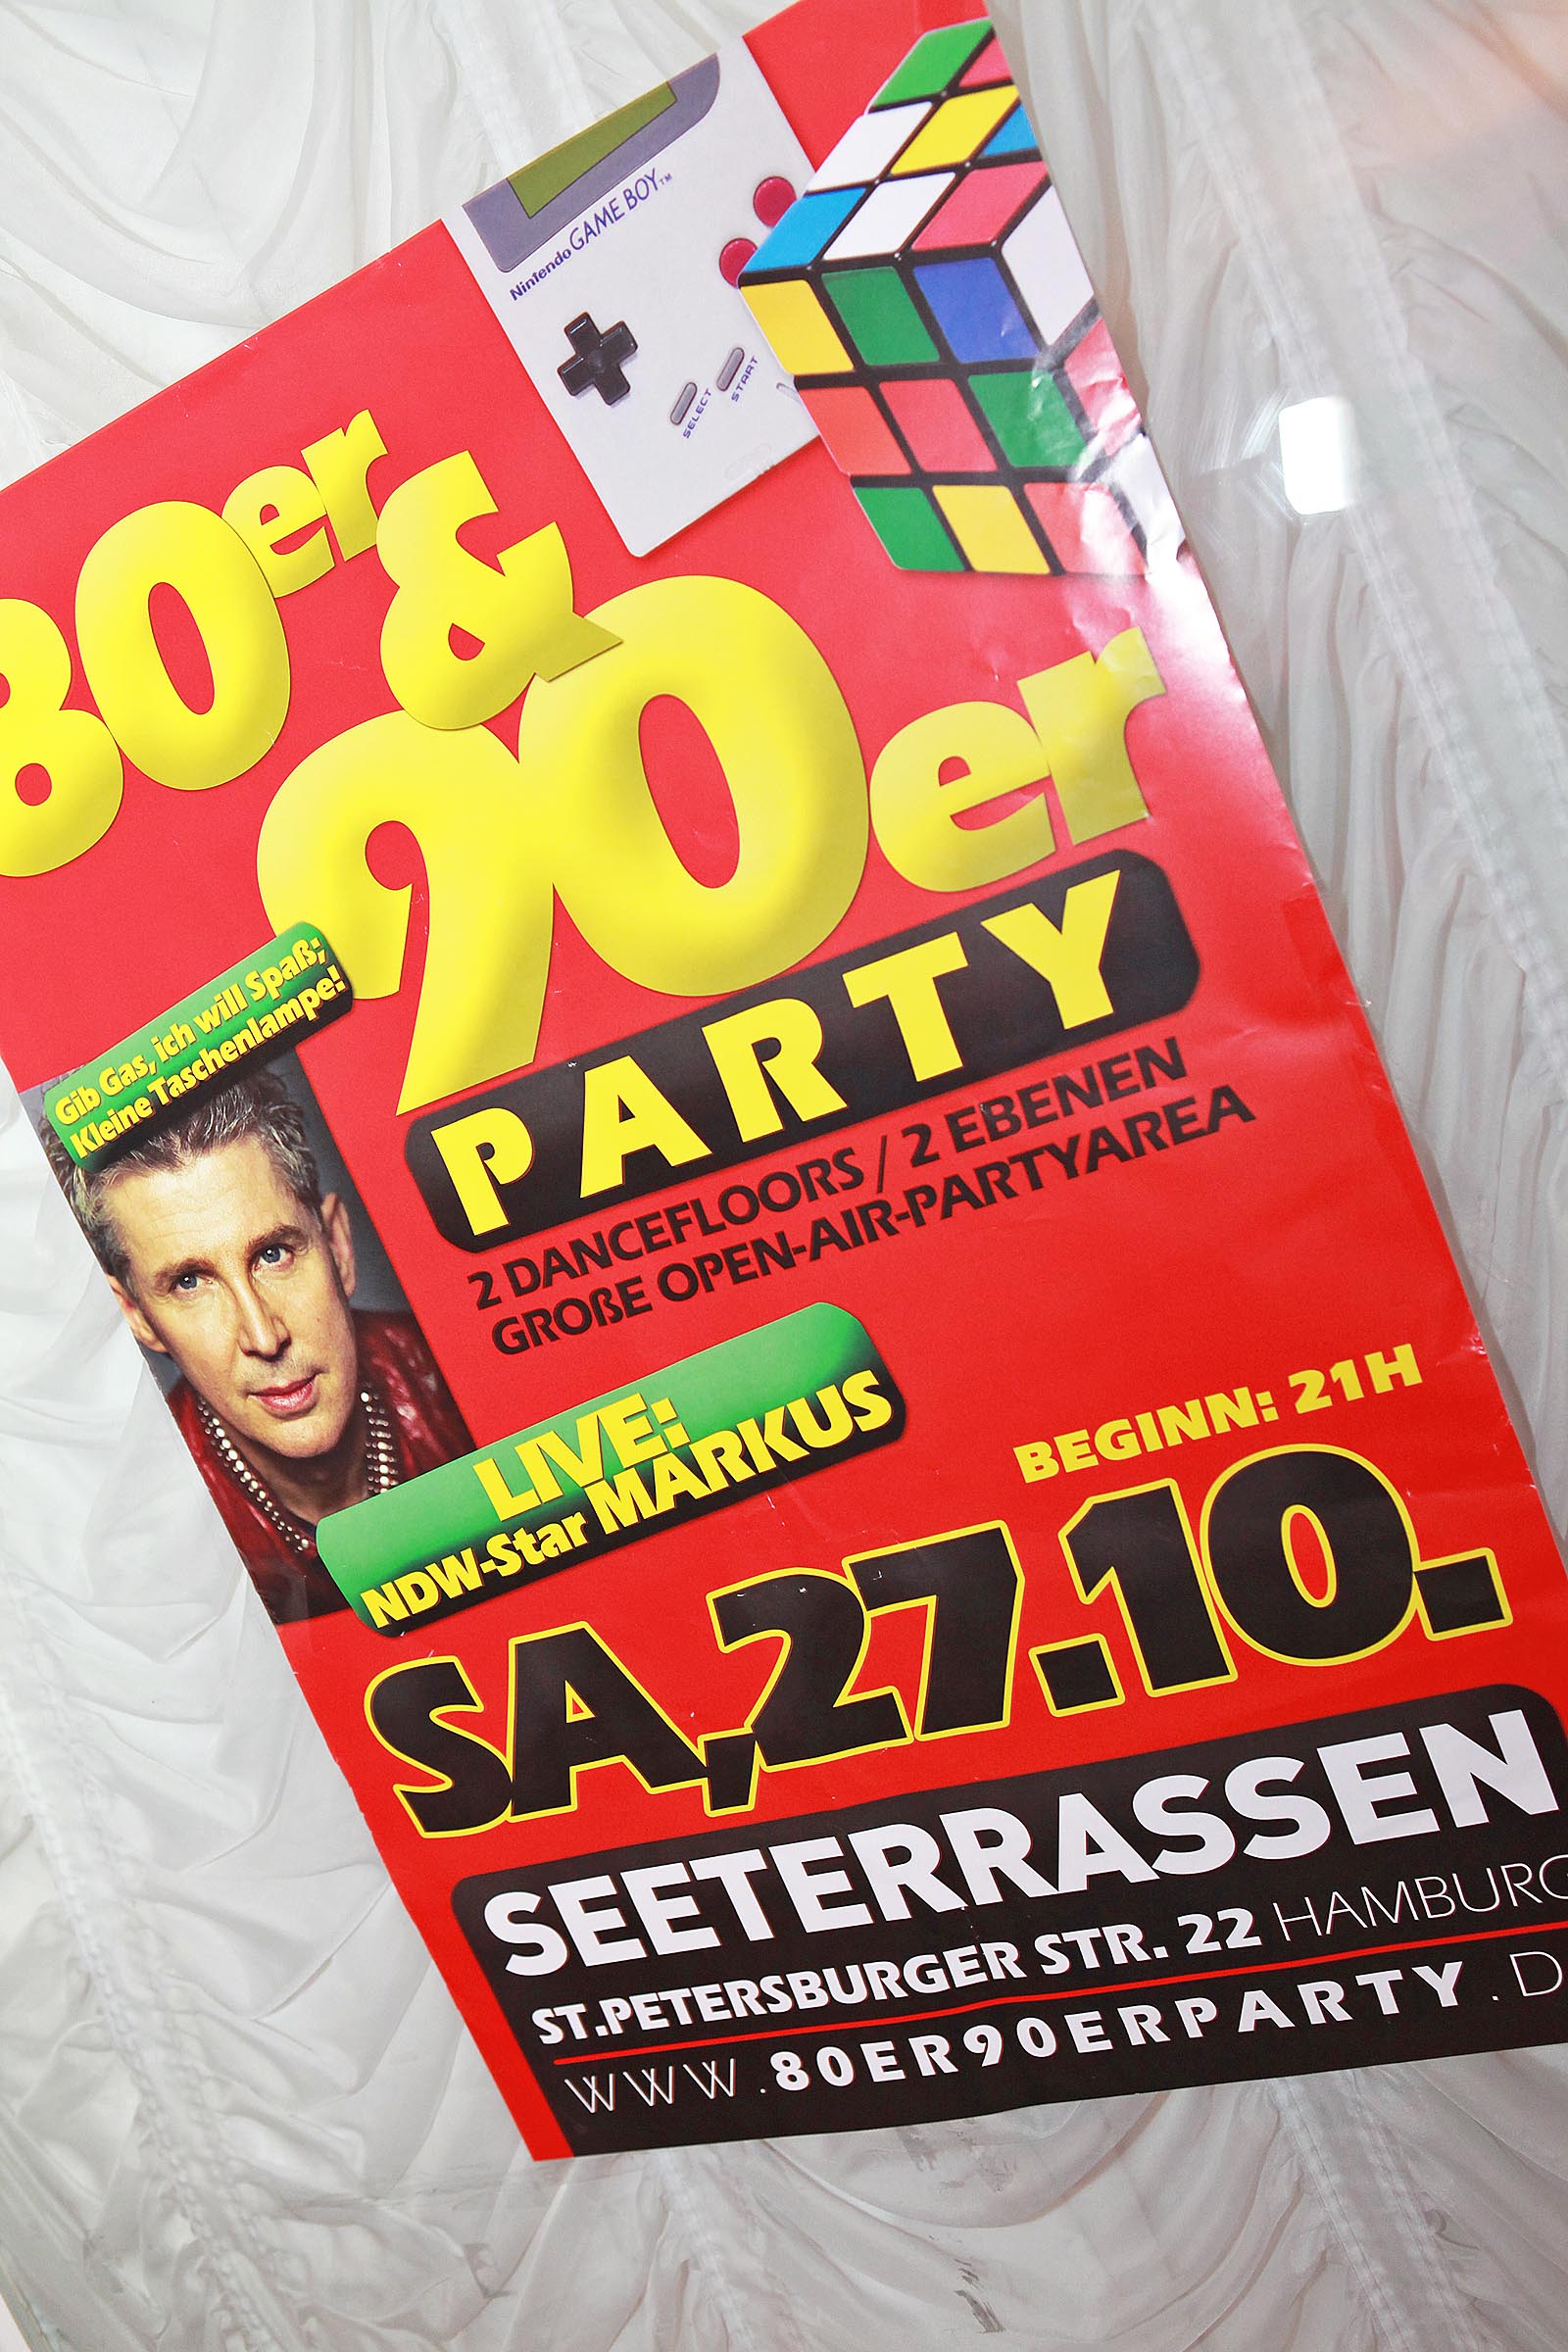 Nintendo GAME BOY™
SELECT START
80er
&
90er
PARTY
2 DANCEFLOORS / 2 EBENEN
GROßE OPEN-AIR-PARTYAREA
Gib Gas, ich will Spaß;
Kleine Taschenlampe!
LIVE:
NDW-Star MARKUS
BEGINN: 21H
SA, 27.10.
SEETERRASSEN
ST.PETERSBURGER STR. 22 HAMBURG
WWW.80ER90ERPARTY.D